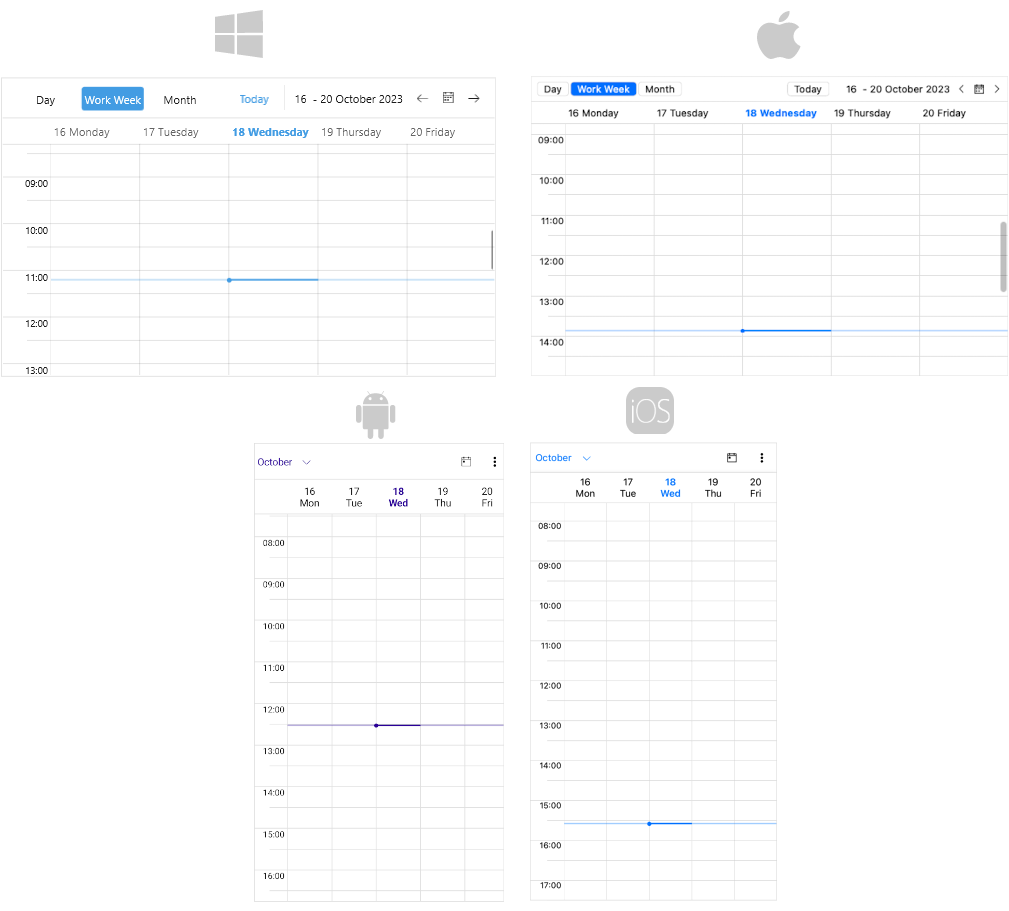 Day Work Week Month Today 16 - 20 October 2023
16 Monday 17 Tuesday 18 Wednesday 19 Thursday 20 Friday
09:00
10:00
11:00
12:00
13:00
Day Work Week Month Today 16 - 20 October 2023
16 Monday 17 Tuesday 18 Wednesday 19 Thursday 20 Friday
09:00
10:00
11:00
12:00
13:00
14:00
October
16 17 18 19 20
Mon Tue Wed Thu Fri
08:00
09:00
10:00
11:00
12:00
13:00
14:00
15:00
16:00
iOS
October
16 17 18 19 20
Mon Tue Wed Thu Fri
08:00
09:00
10:00
11:00
12:00
13:00
14:00
15:00
16:00
17:00